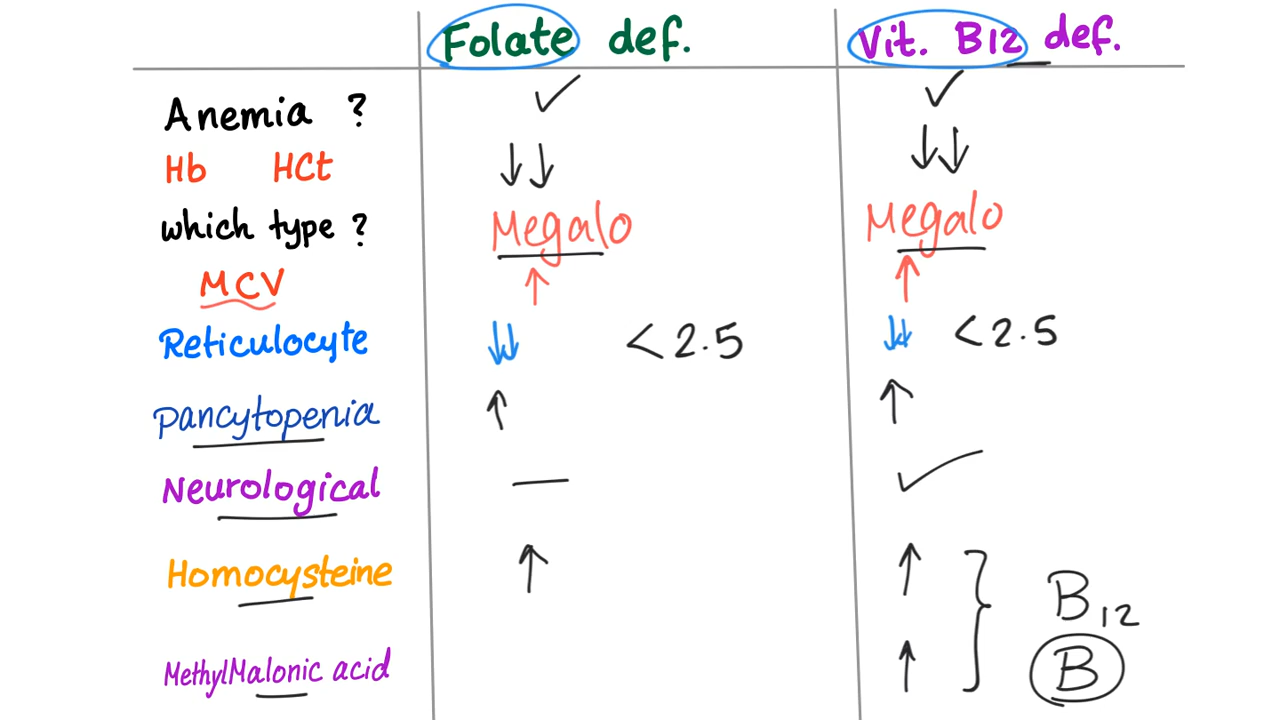 Folate def. Vit. B12 def.
Anemia ? ✓ ✓
Hb HCt ↓↓ ↓↓
which type ? Megalo Megalo
MCV ↑ ↑
Reticulocyte ↓↓ < 2.5 ↓↓ < 2.5
Pancytopenia ↑ ↑
Neurological — ✓
Homocysteine ↑ ↑
B12
MethylMalonic acid ↑ B